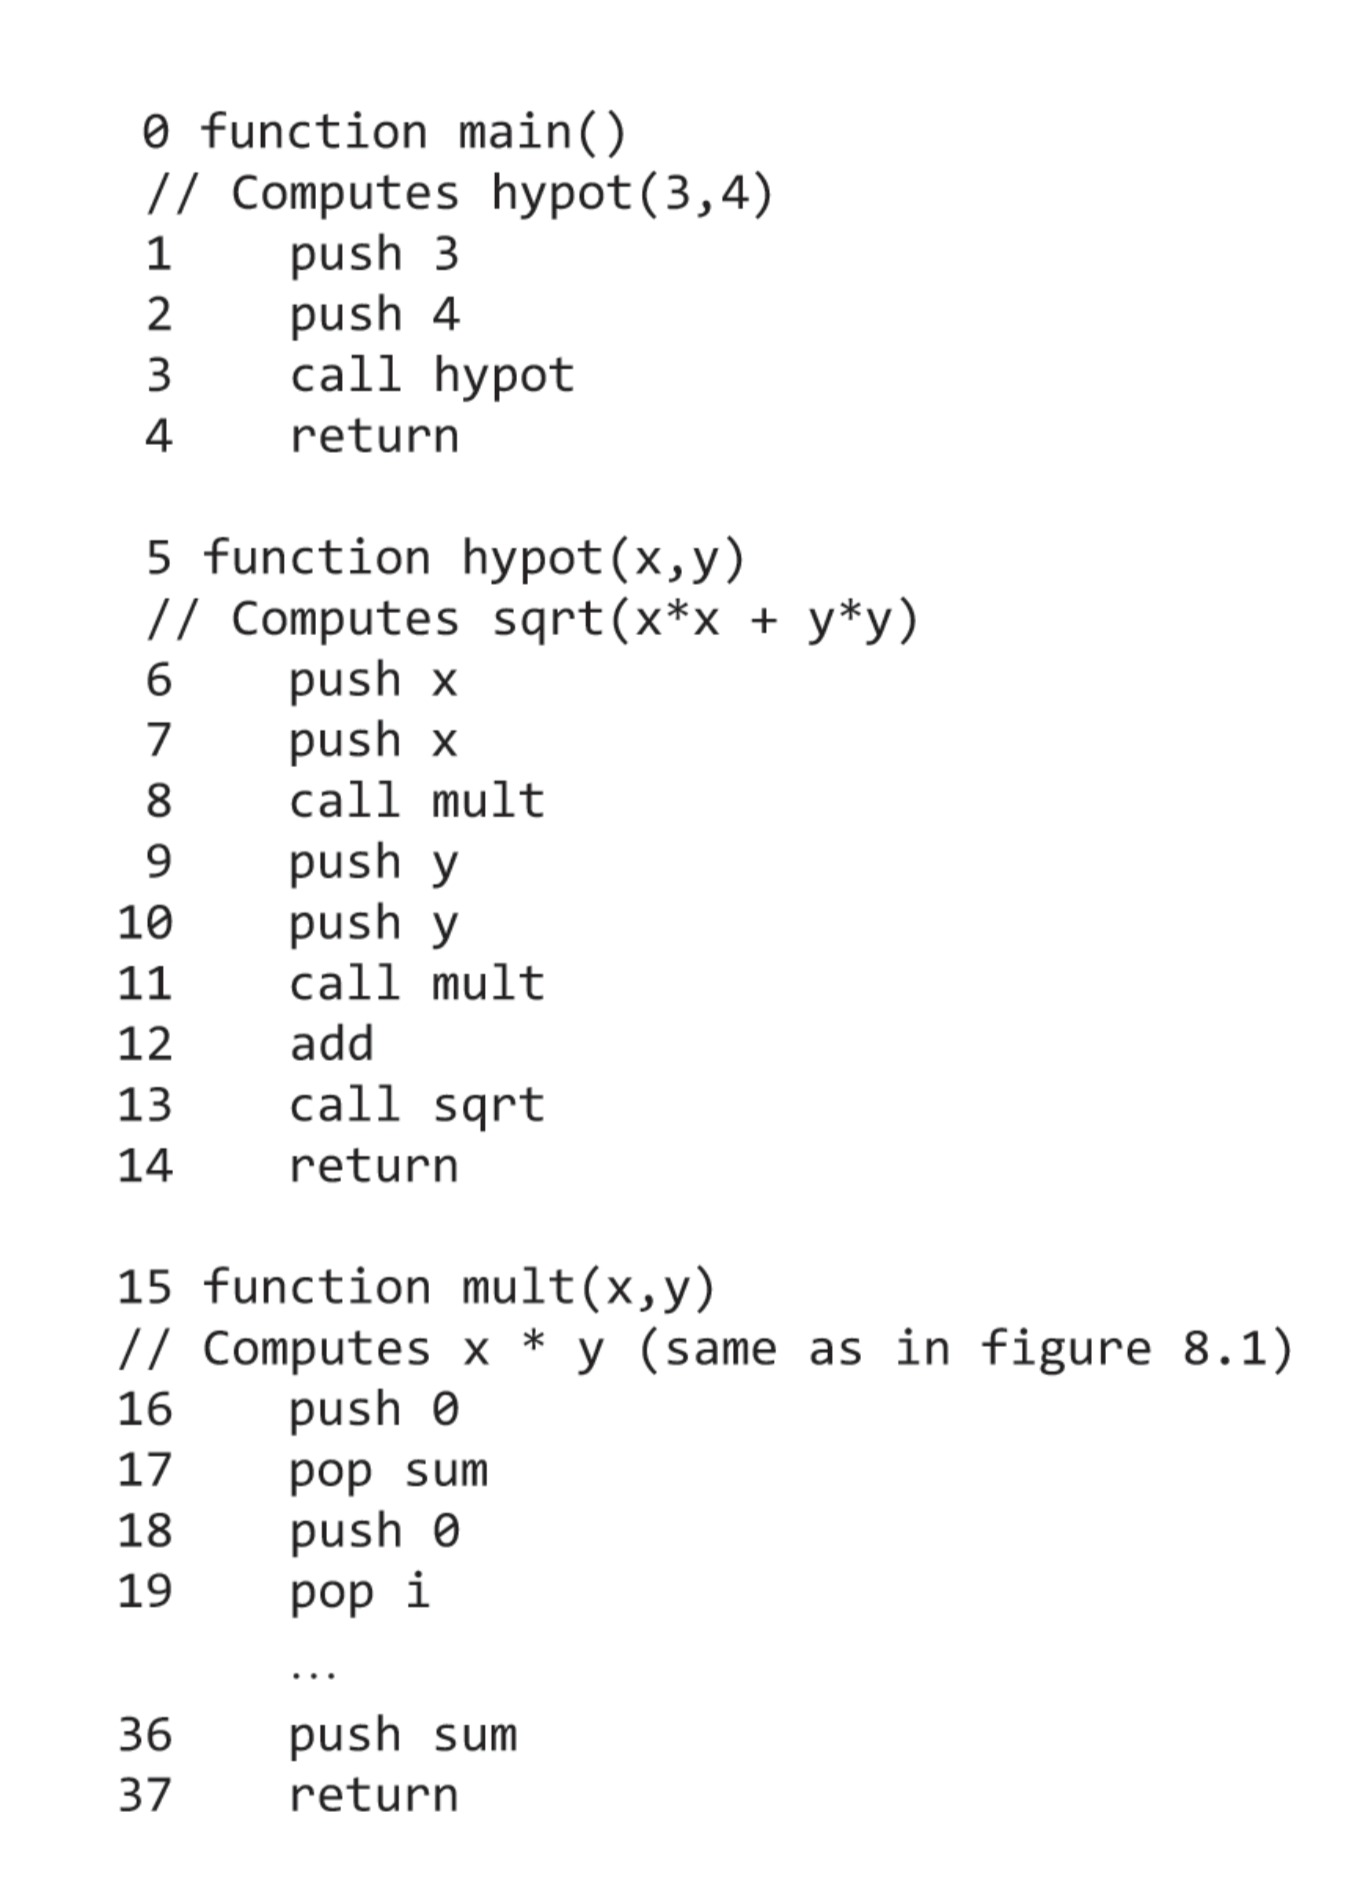 0 function main()
// Computes hypot(3,4)
1 push 3
2 push 4
3 call hypot
4 return
5 function hypot(x,y)
// Computes sqrt(x*x + y*y)
6 push x
7 push x
8 call mult
9 push y
10 push y
11 call mult
12 add
13 call sqrt
14 return
15 function mult(x,y)
// Computes x * y (same as in figure 8.1)
16 push 0
17 pop sum
18 push 0
19 pop i
...
36 push sum
37 return